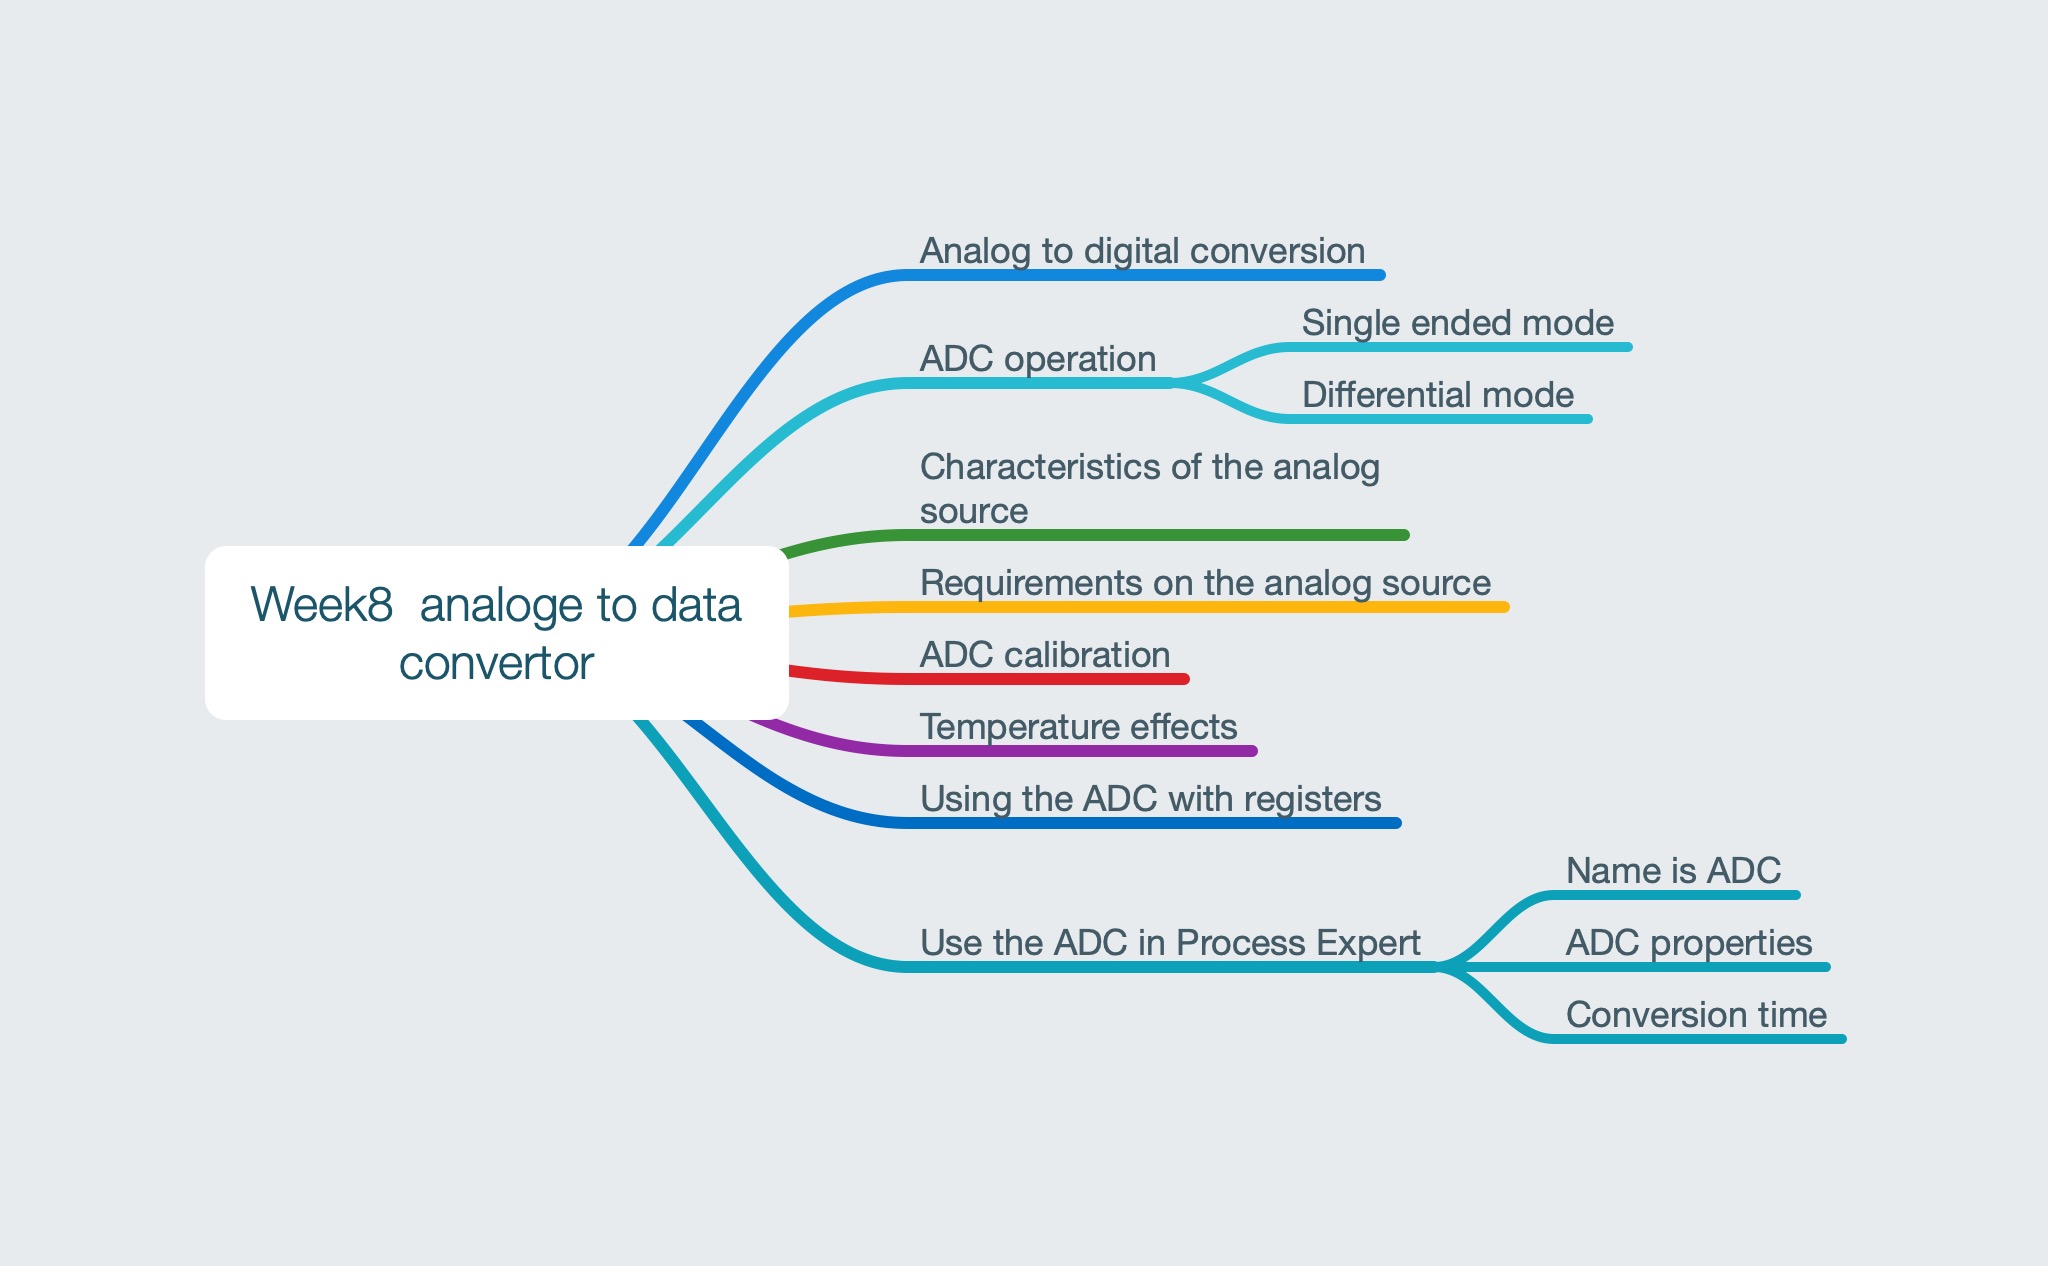 Week8  analoge to data
convertor
Analog to digital conversion
ADC operation
Single ended mode
Differential mode
Characteristics of the analog
source
Requirements on the analog source
ADC calibration
Temperature effects
Using the ADC with registers
Use the ADC in Process Expert
Name is ADC
ADC properties
Conversion time